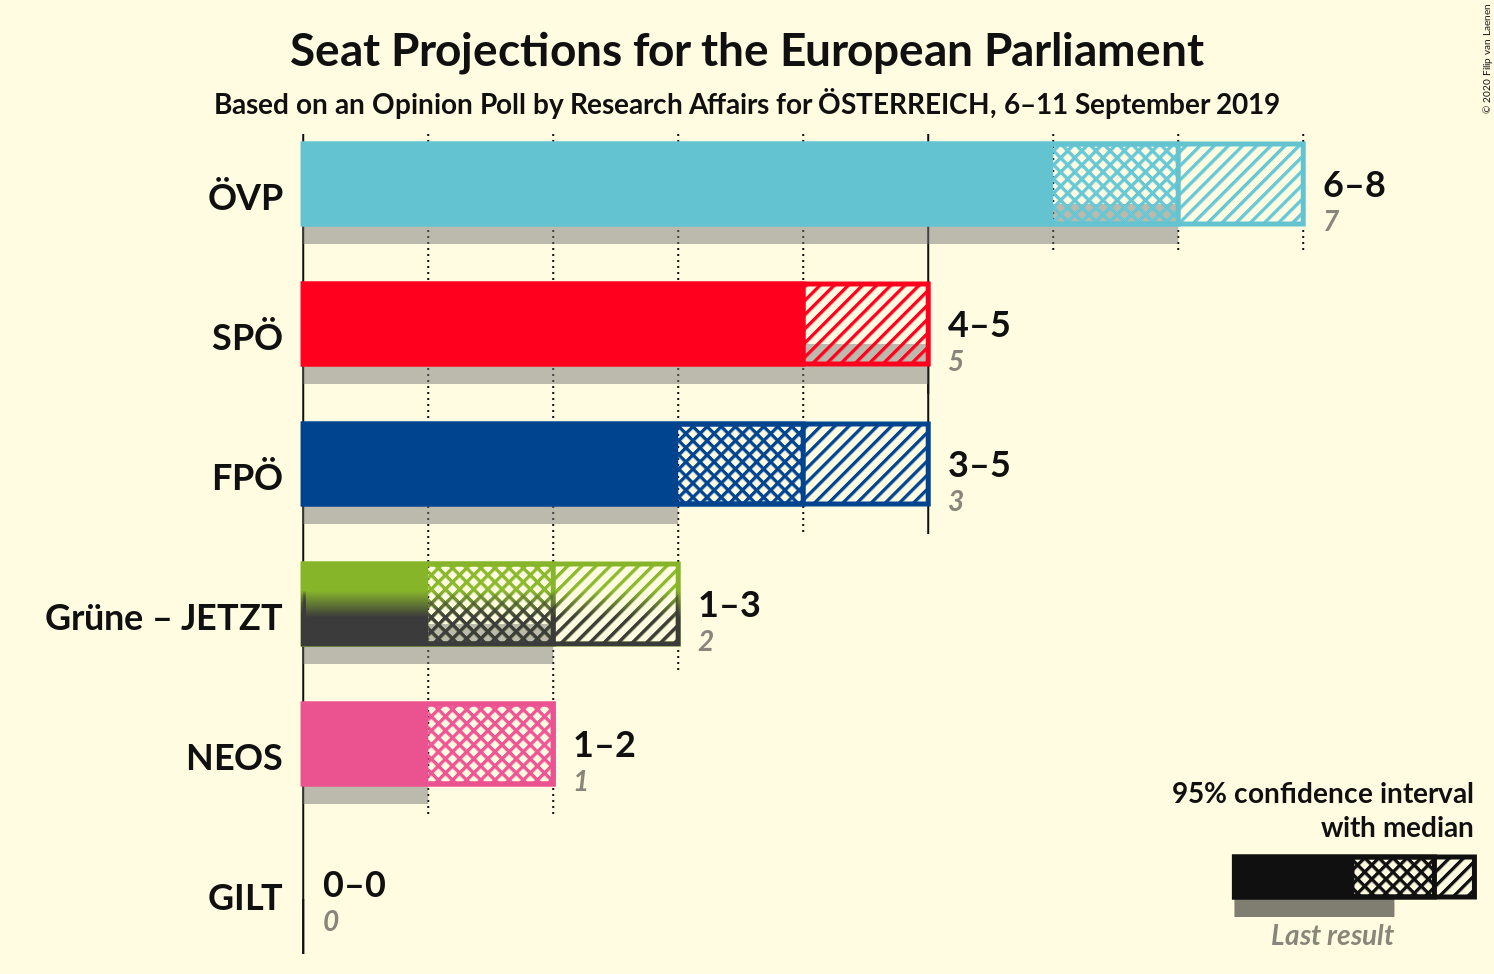 Seat Projections for the European Parliament
Based on an Opinion Poll by Research Affairs for ÖSTERREICH, 6–11 September 2019
© 2020 Filip van Laenen
ÖVP
6–8
7
SPÖ
4–5
5
FPÖ
3–5
3
Grüne – JETZT
1–3
2
NEOS
1–2
1
GILT
0–0
0
95% confidence interval
with median
Last result